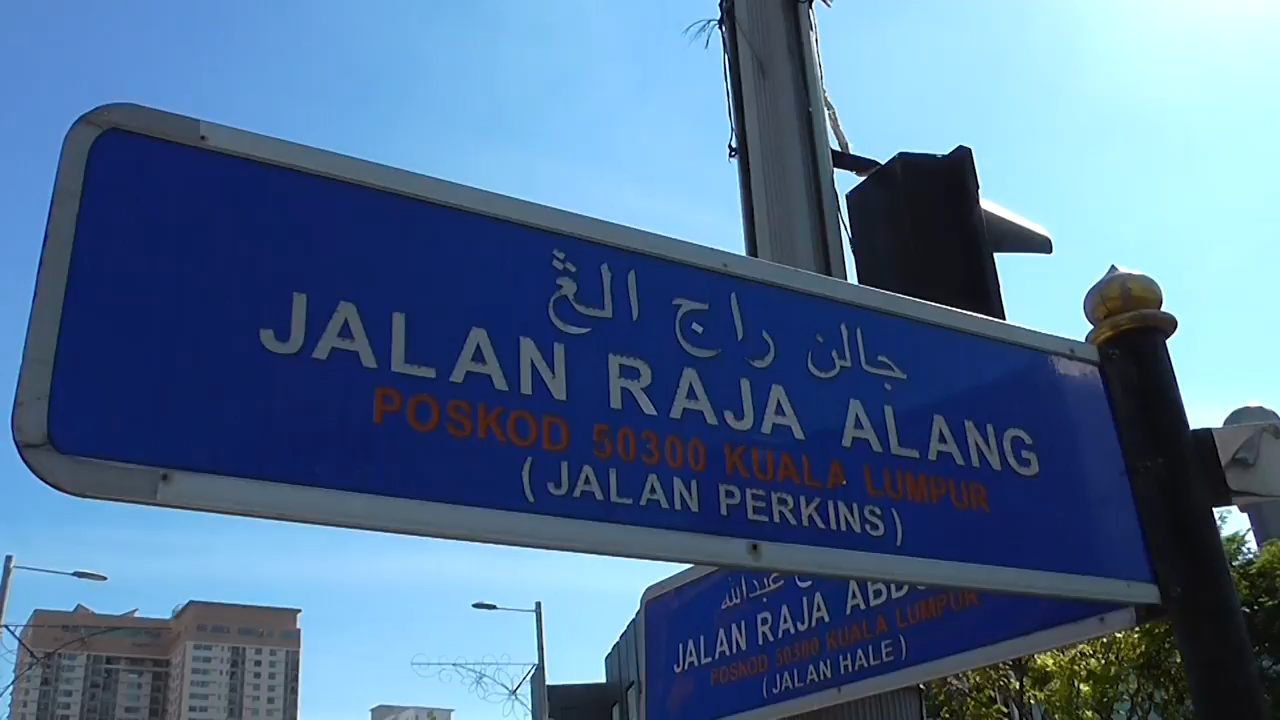 جالن راج الڠ
JALAN RAJA ALANG
POSKOD 50300 KUALA LUMPUR
(JALAN PERKINS)
عبدالله
JALAN RAJA
POSKOD 50300 KUALA LUMPUR
(JALAN HALE)